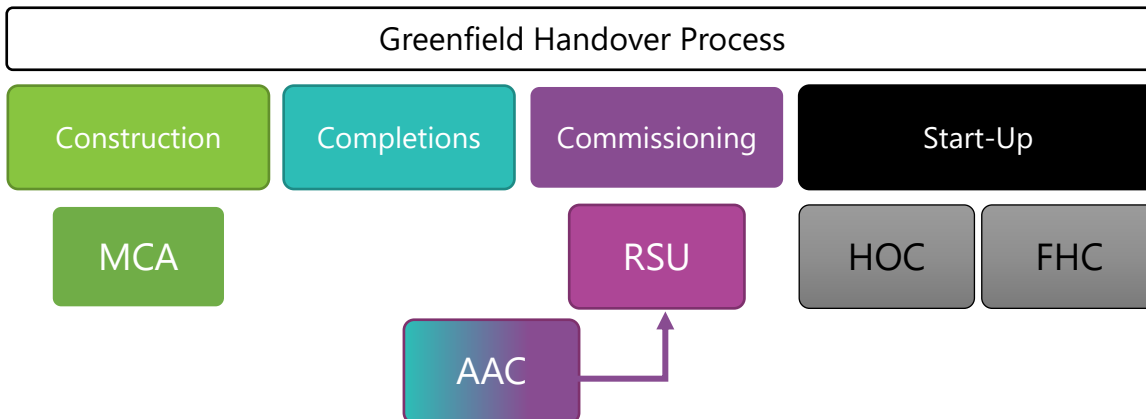 Greenfield Handover Process
Construction
Completions
Commissioning
Start-Up
MCA
RSU
HOC
FHC
AAC